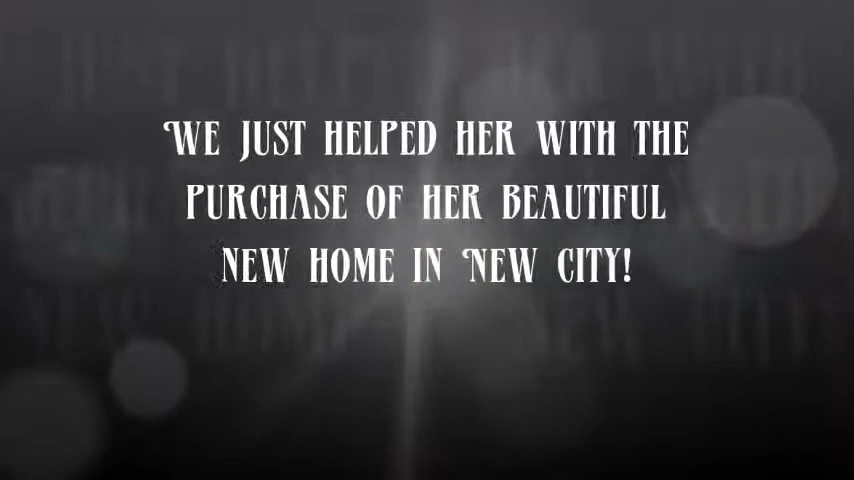 We just helped her with the
purchase of her beautiful
new home in New City!